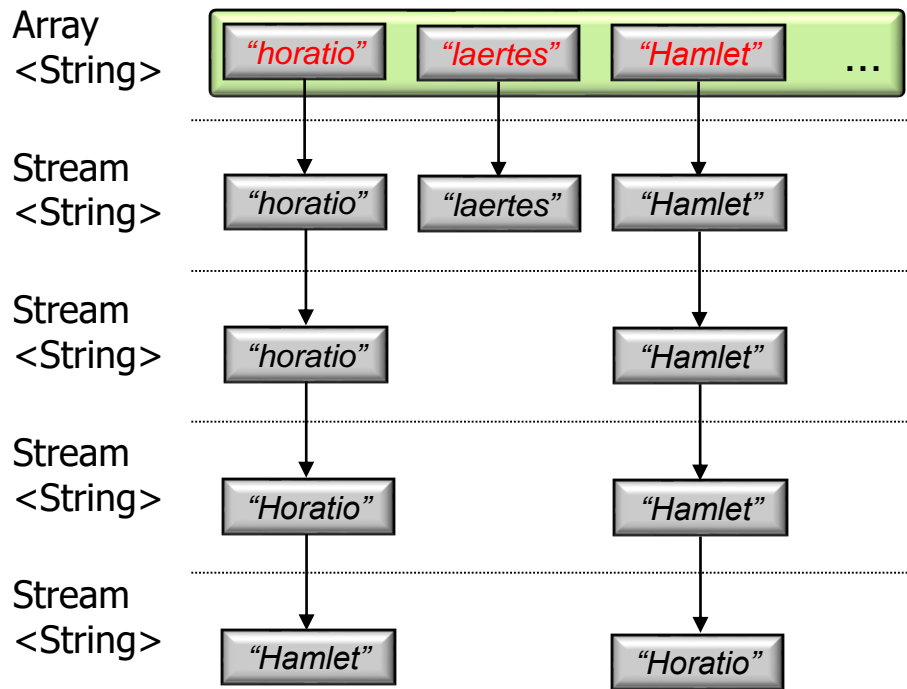 Array
<String>
“horatio” “laertes” “Hamlet” ...
Stream
<String>
“horatio” “laertes” “Hamlet”
Stream
<String>
“horatio” “Hamlet”
Stream
<String>
“Horatio” “Hamlet”
Stream
<String>
“Hamlet” “Horatio”